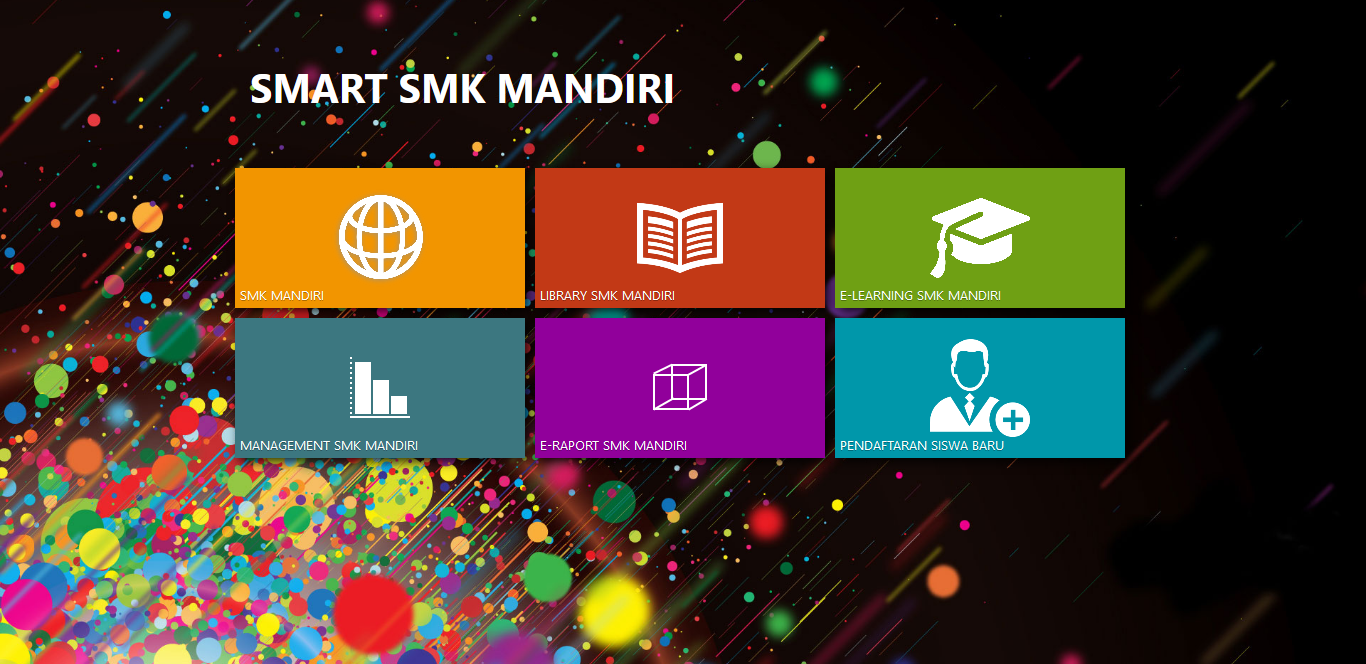 SMART SMK MANDIRI
SMK MANDIRI
LIBRARY SMK MANDIRI
E-LEARNING SMK MANDIRI
MANAGEMENT SMK MANDIRI
E-RAPORT SMK MANDIRI
PENDAFTARAN SISWA BARU